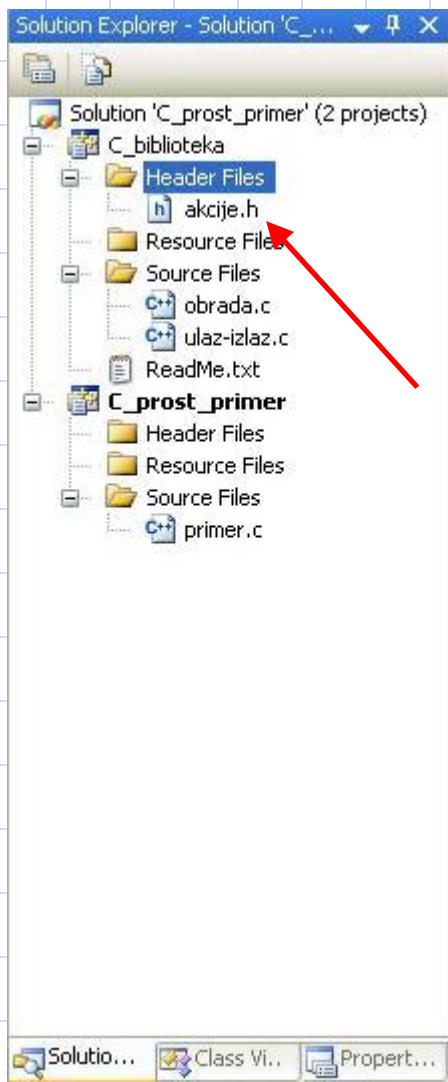 Solution Explorer - Solution 'C_...
Solution 'C_prost_primer' (2 projects)
C_biblioteka
Header Files
h akcije.h
Resource Files
Source Files
C++ obrada.c
C++ ulaz-izlaz.c
ReadMe.txt
C_prost_primer
Header Files
Resource Files
Source Files
C++ primer.c
Solutio... Class Vi.. Propert...